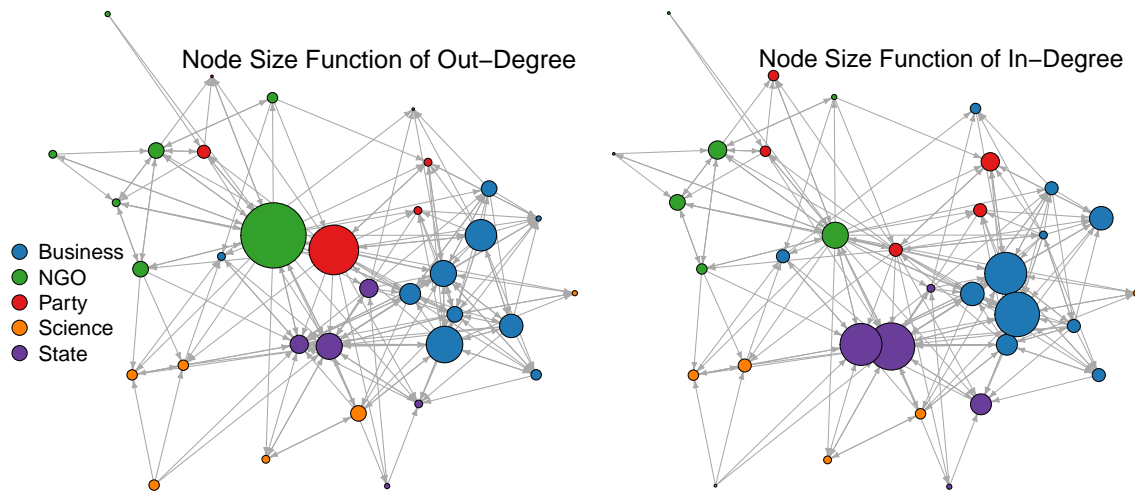 Node Size Function of Out−Degree
Node Size Function of In−Degree
Business
NGO
Party
Science
State